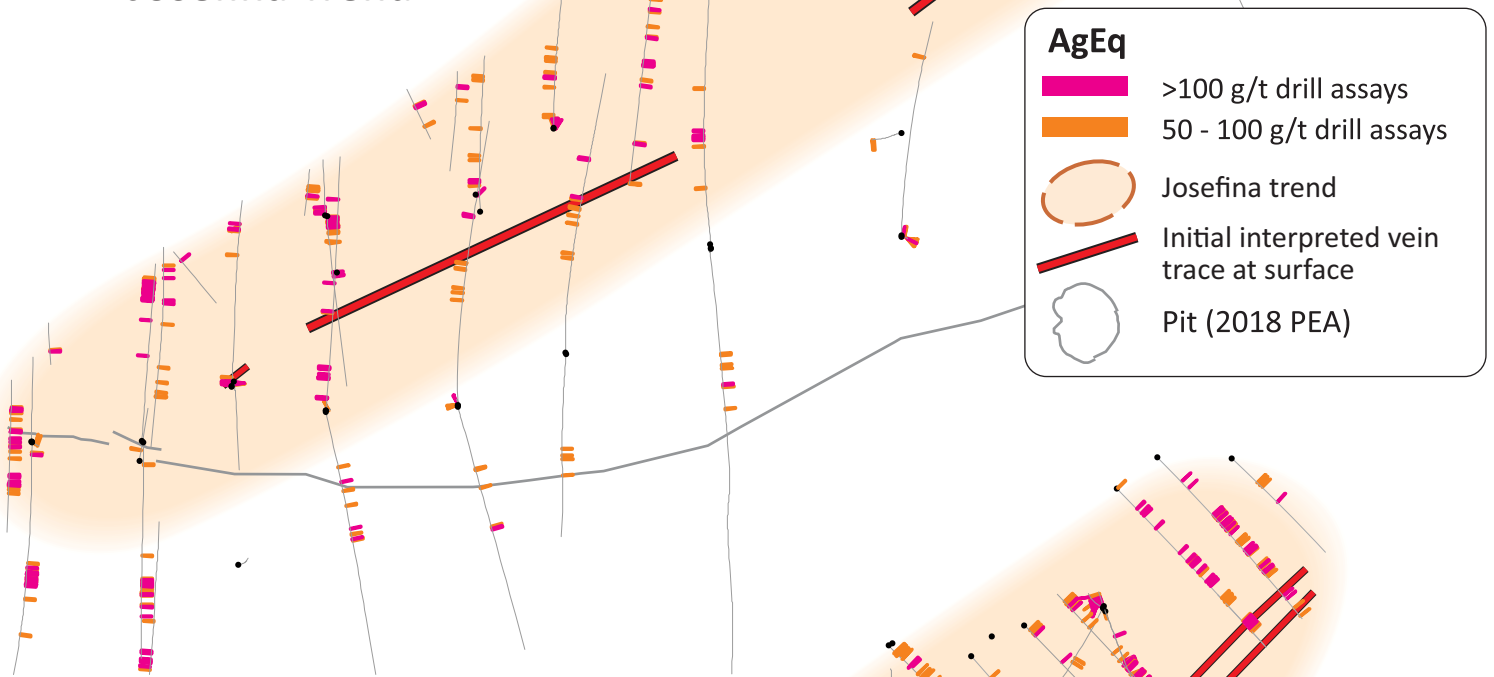 AgEq
>100 g/t drill assays
50 - 100 g/t drill assays
Josefina trend
Initial interpreted vein
trace at surface
Pit (2018 PEA)